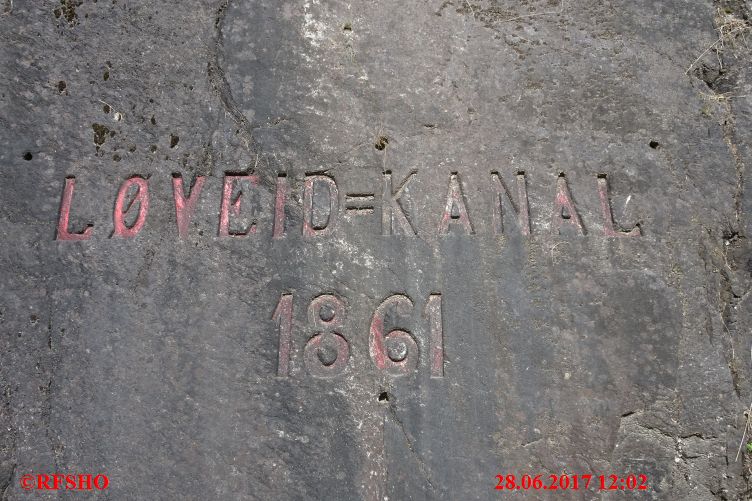 LØVEID=KANAL
1861
©RFSHO 28.06.2017 12:02